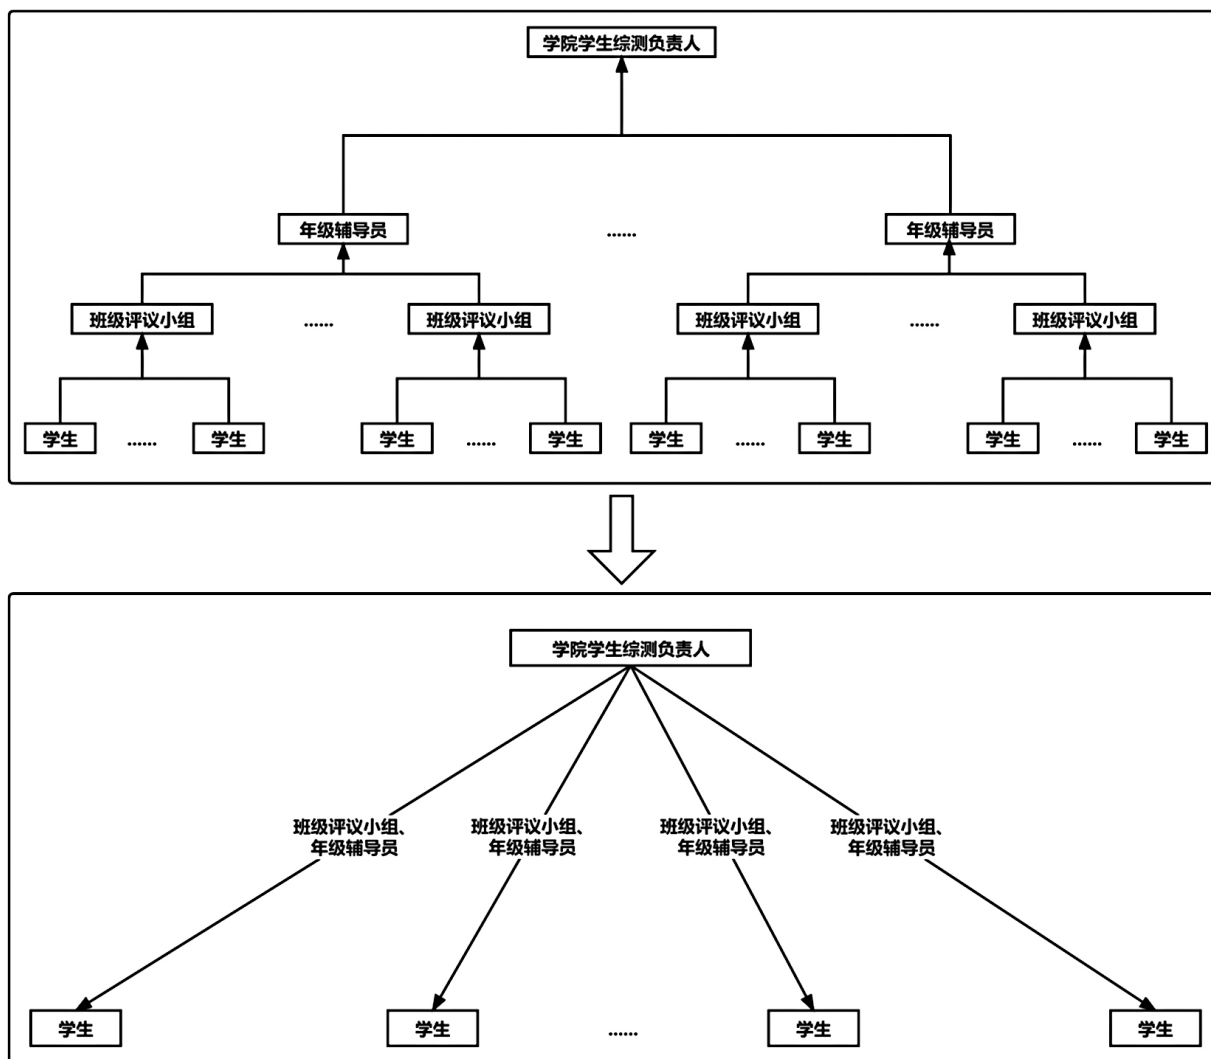 学院学生综测负责人
年级辅导员
......
年级辅导员
班级评议小组
......
班级评议小组
班级评议小组
......
班级评议小组
学生
......
学生
学生
......
学生
学生
......
学生
学生
......
学生
学院学生综测负责人
班级评议小组、
年级辅导员
班级评议小组、
年级辅导员
班级评议小组、
年级辅导员
班级评议小组、
年级辅导员
学生
学生
......
学生
学生